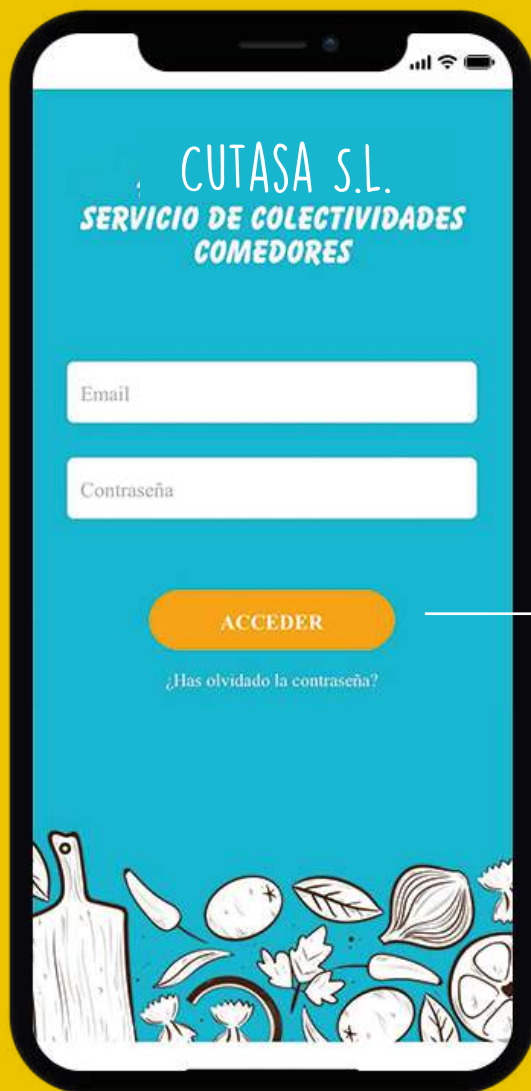 CUTASA S.L.
SERVICIO DE COLECTIVIDADES
COMEDORES
Email
Contraseña
ACCEDER
¿Has olvidado la contraseña?